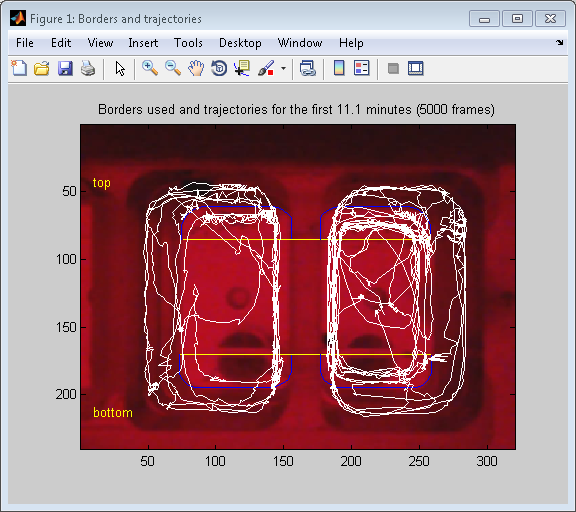 Figure 1: Borders and trajectories
File Edit View Insert Tools Desktop Window Help
Borders used and trajectories for the first 11.1 minutes (5000 frames)
top
50
100
150
200
bottom
50 100 150 200 250 300